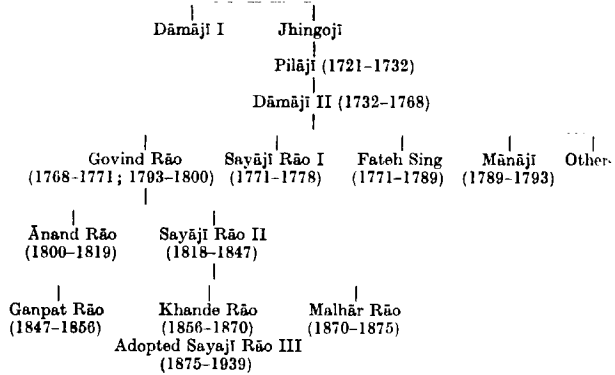 Dāmājī I Jhingojī
Pilājī (1721–1732)
Dāmājī II (1732–1768)
Govind Rāo Sayājī Rāo I Fateh Sing Mānājī Other
(1768–1771; 1793–1800) (1771–1778) (1771–1789) (1789–1793)
Ānand Rāo Sayājī Rāo II
(1800–1819) (1818–1847)
Ganpat Rāo Khande Rāo Malhār Rāo
(1847–1856) (1856–1870) (1870–1875)
Adopted Sayajī Rāo III
(1875–1939)